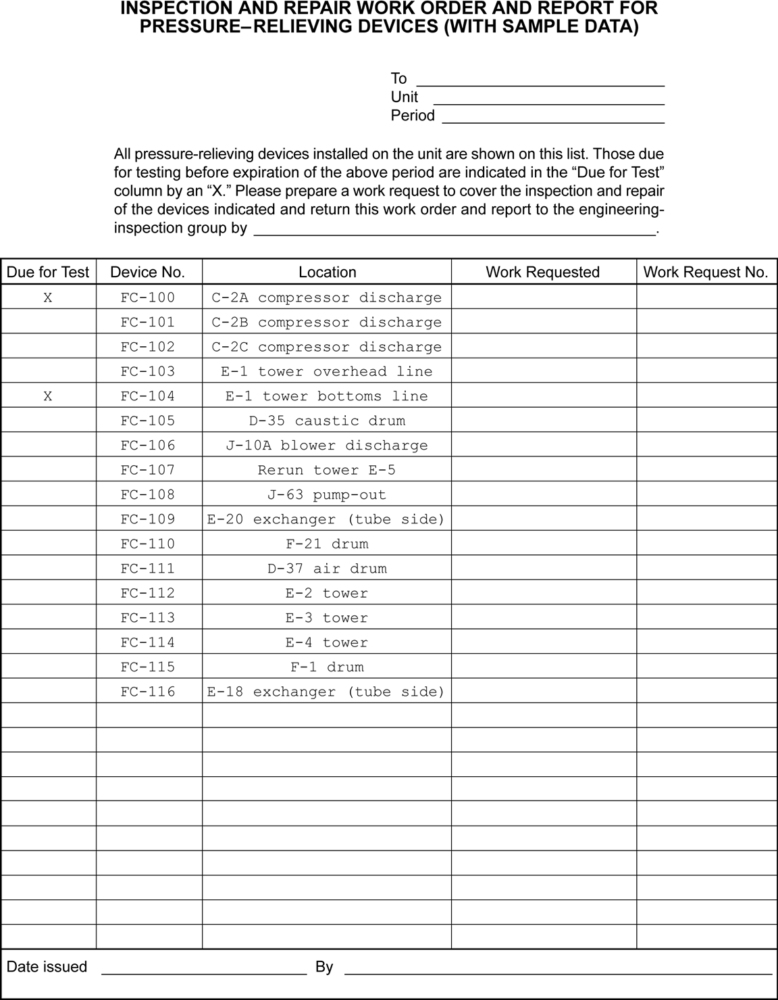 INSPECTION AND REPAIR WORK ORDER AND REPORT FOR
PRESSURE–RELIEVING DEVICES (WITH SAMPLE DATA)
To
Unit
Period
All pressure-relieving devices installed on the unit are shown on this list. Those due
for testing before expiration of the above period are indicated in the “Due for Test”
column by an “X.” Please prepare a work request to cover the inspection and repair
of the devices indicated and return this work order and report to the engineering-
inspection group by .
Due for Test Device No. Location Work Requested Work Request No.
X FC-100 C-2A compressor discharge
FC-101 C-2B compressor discharge
FC-102 C-2C compressor discharge
FC-103 E-1 tower overhead line
X FC-104 E-1 tower bottoms line
FC-105 D-35 caustic drum
FC-106 J-10A blower discharge
FC-107 Rerun tower E-5
FC-108 J-63 pump-out
FC-109 E-20 exchanger (tube side)
FC-110 F-21 drum
FC-111 D-37 air drum
FC-112 E-2 tower
FC-113 E-3 tower
FC-114 E-4 tower
FC-115 F-1 drum
FC-116 E-18 exchanger (tube side)
Date issued By